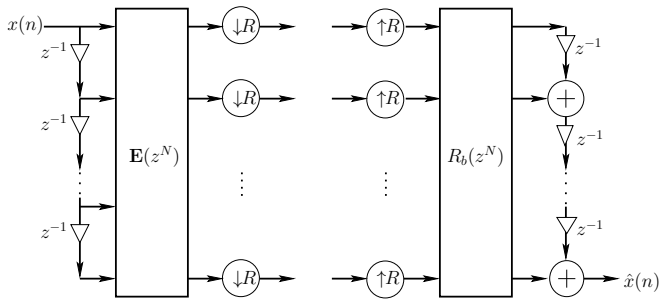 x(n)
z⁻¹
↓R
↑R
z⁻¹
z⁻¹
↓R
↑R
+
z⁻¹
E(z^N)
R_b(z^N)
z⁻¹
z⁻¹
↓R
↑R
+
x̂(n)